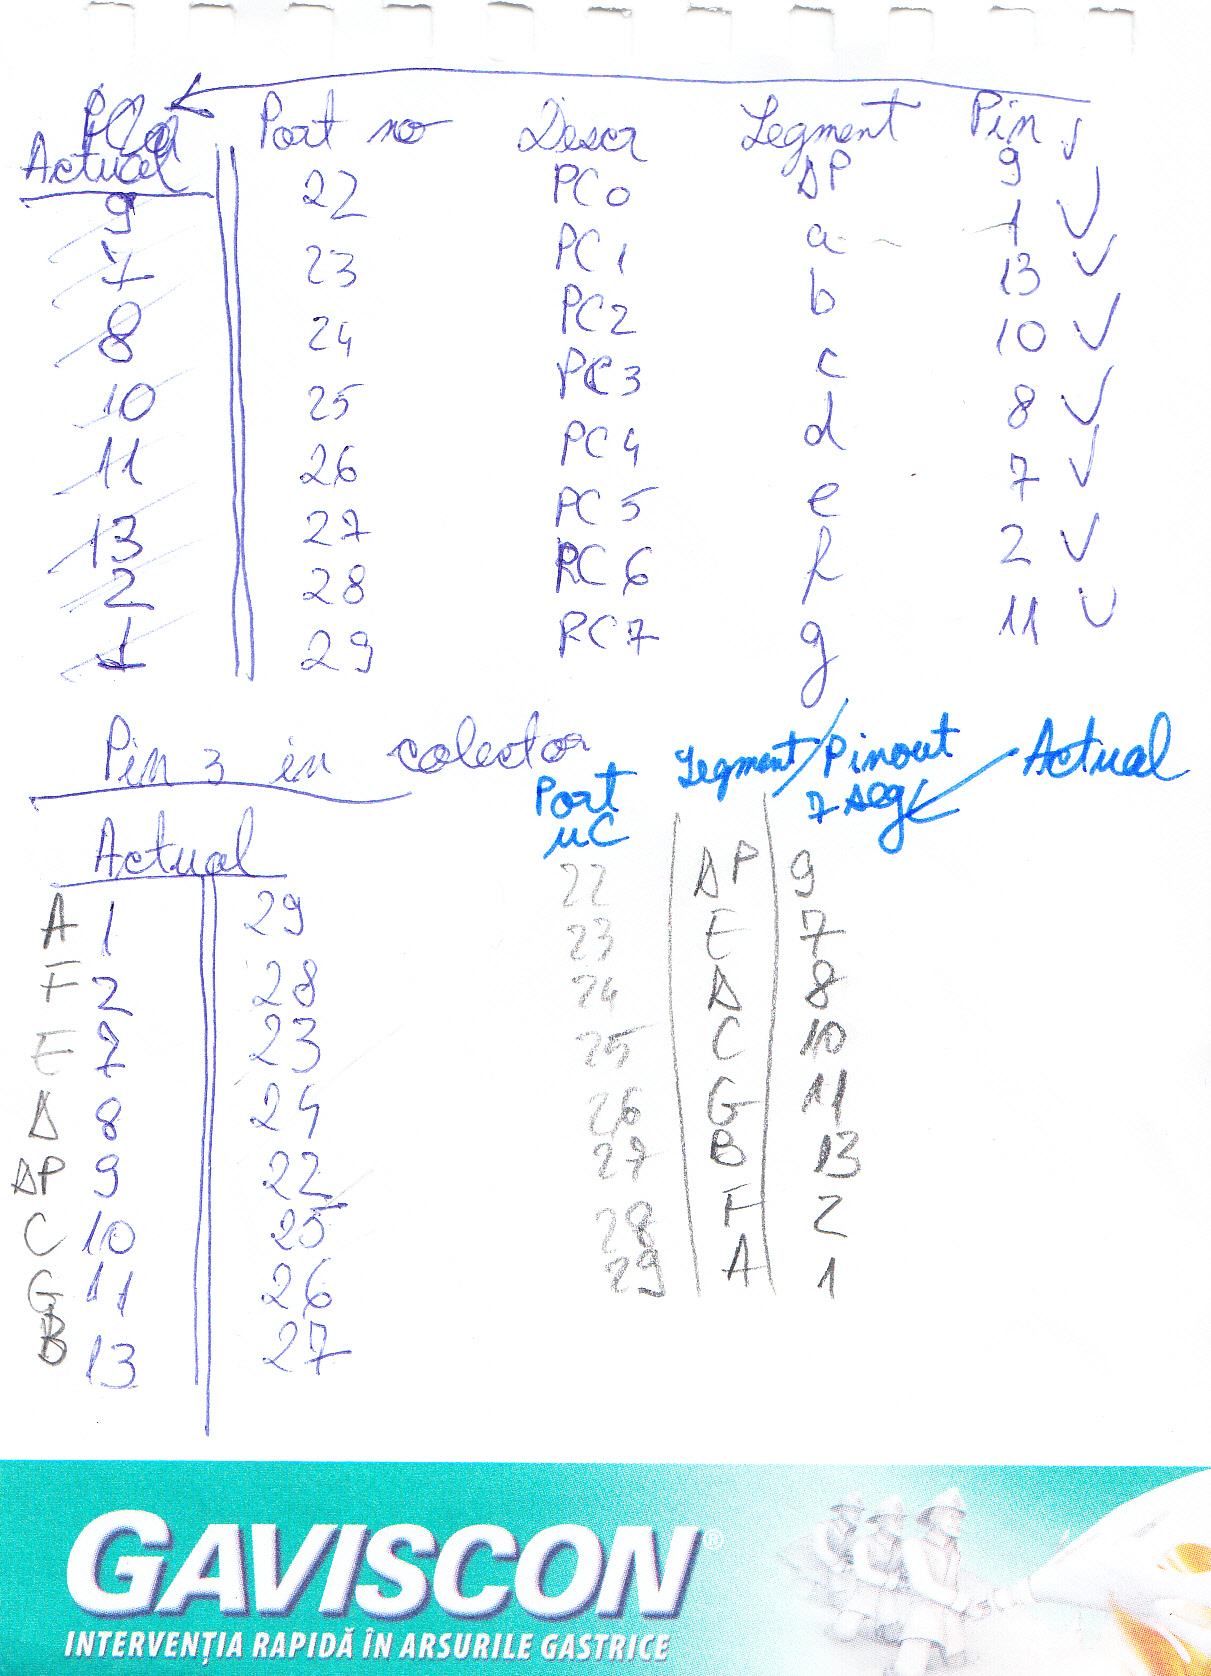 Port no Descr Segment Pin
Actual
9 22 PC0 DP 9
7 23 PC1 a 1 ✓
8 24 PC2 b 13 ✓
10 25 PC3 c 10 ✓
11 26 PC4 d 8 ✓
13 27 PC5 e 7 ✓
2 28 PC6 f 2 ✓
1 29 PC7 g 11 ✓
Pin 3 in colector
Actual
A 1 29
F 2 28
E 7 23
D 8 24
DP 9 22
C 10 25
G 11 26
B 13 27
Port uC Segment/Pinout 7 seg Actual
22 DP 9
23 E 7
24 D 8
25 C 10
26 G 11
27 B 13
28 F 2
29 A 1
GAVISCON®
INTERVENȚIA RAPIDĂ ÎN ARSURILE GASTRICE